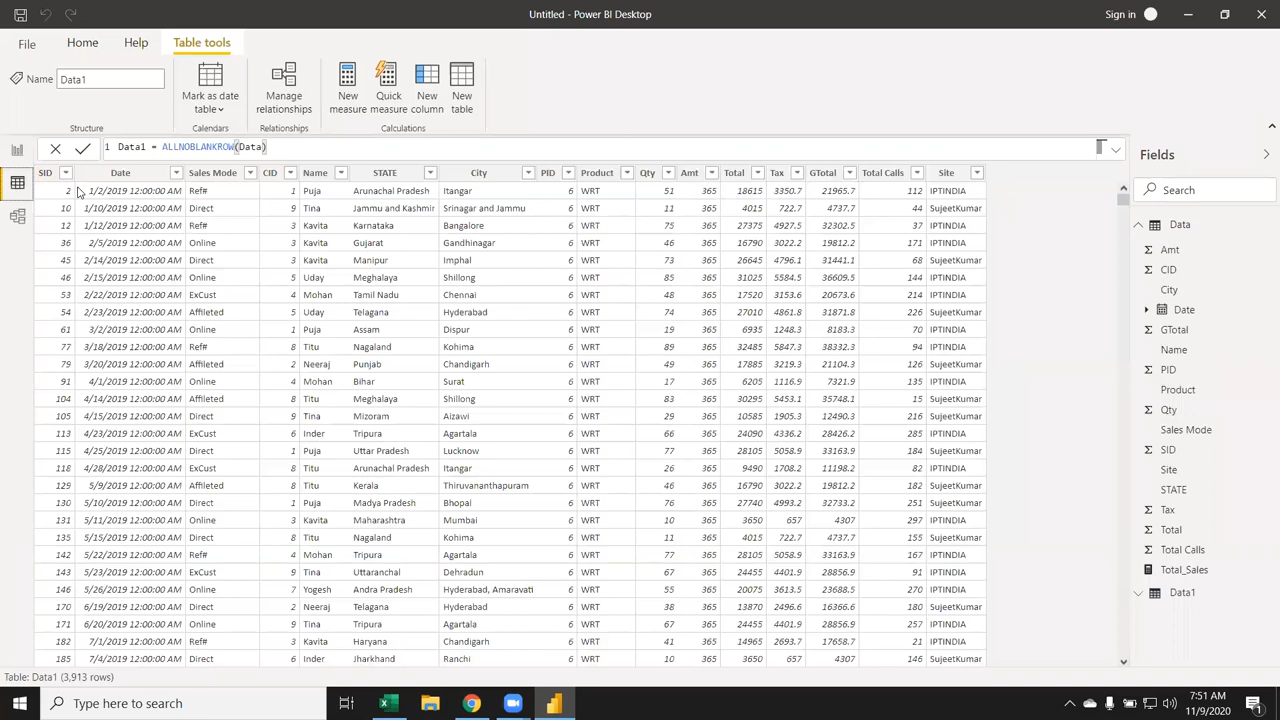 Untitled - Power BI Desktop
Sign in
File Home Help Table tools
Name Data1
Mark as date table
Manage relationships
New measure
Quick measure
New column
New table
Structure Calendars Relationships Calculations
1 Data1 = ALLNOBLANKROW(Data)
SID Date Sales Mode CID Name STATE City PID Product Qty Amt Total Tax GTotal Total Calls Site
2 1/2/2019 12:00:00 AM Ref# 1 Puja Arunachal Pradesh Itangar 6 WRT 51 365 18615 3350.7 21965.7 112 IPTINDIA
10 1/10/2019 12:00:00 AM Direct 9 Tina Jammu and Kashmir Srinagar and Jammu 6 WRT 11 365 4015 722.7 4737.7 44 SujeetKumar
12 1/12/2019 12:00:00 AM Ref# 3 Kavita Karnataka Bangalore 6 WRT 75 365 27375 4927.5 32302.5 37 IPTINDIA
36 2/5/2019 12:00:00 AM Online 3 Kavita Gujarat Gandhinagar 6 WRT 46 365 16790 3022.2 19812.2 171 IPTINDIA
45 2/14/2019 12:00:00 AM Direct 3 Kavita Manipur Imphal 6 WRT 73 365 26645 4796.1 31441.1 68 SujeetKumar
46 2/15/2019 12:00:00 AM Online 5 Uday Meghalaya Shillong 6 WRT 85 365 31025 5584.5 36609.5 144 IPTINDIA
53 2/22/2019 12:00:00 AM ExCust 4 Mohan Tamil Nadu Chennai 6 WRT 48 365 17520 3153.6 20673.6 214 IPTINDIA
54 2/23/2019 12:00:00 AM Affileted 5 Uday Telagana Hyderabad 6 WRT 74 365 27010 4861.8 31871.8 226 SujeetKumar
61 3/2/2019 12:00:00 AM Online 1 Puja Assam Dispur 6 WRT 19 365 6935 1248.3 8183.3 70 IPTINDIA
77 3/18/2019 12:00:00 AM Ref# 8 Titu Nagaland Kohima 6 WRT 89 365 32485 5847.3 38332.3 94 IPTINDIA
79 3/20/2019 12:00:00 AM Affileted 2 Neeraj Punjab Chandigarh 6 WRT 49 365 17885 3219.3 21104.3 126 SujeetKumar
91 4/1/2019 12:00:00 AM Online 4 Mohan Bihar Surat 6 WRT 17 365 6205 1116.9 7321.9 135 IPTINDIA
104 4/14/2019 12:00:00 AM Affileted 8 Titu Meghalaya Shillong 6 WRT 83 365 30295 5453.1 35748.1 15 SujeetKumar
105 4/15/2019 12:00:00 AM Direct 9 Tina Mizoram Aizawi 6 WRT 29 365 10585 1905.3 12490.3 216 SujeetKumar
113 4/23/2019 12:00:00 AM ExCust 6 Inder Tripura Agartala 6 WRT 66 365 24090 4336.2 28426.2 285 IPTINDIA
115 4/25/2019 12:00:00 AM Direct 1 Puja Uttar Pradesh Lucknow 6 WRT 77 365 28105 5058.9 33163.9 184 SujeetKumar
118 4/28/2019 12:00:00 AM ExCust 8 Titu Arunachal Pradesh Itangar 6 WRT 26 365 9490 1708.2 11198.2 82 IPTINDIA
129 5/9/2019 12:00:00 AM Affileted 8 Titu Kerala Thiruvananthapuram 6 WRT 46 365 16790 3022.2 19812.2 182 SujeetKumar
130 5/10/2019 12:00:00 AM Direct 1 Puja Madya Pradesh Bhopal 6 WRT 76 365 27740 4993.2 32733.2 251 SujeetKumar
131 5/11/2019 12:00:00 AM Online 3 Kavita Maharashtra Mumbai 6 WRT 10 365 3650 657 4307 297 IPTINDIA
135 5/15/2019 12:00:00 AM Direct 8 Titu Nagaland Kohima 6 WRT 11 365 4015 722.7 4737.7 155 SujeetKumar
142 5/22/2019 12:00:00 AM Ref# 4 Mohan Tripura Agartala 6 WRT 77 365 28105 5058.9 33163.9 167 IPTINDIA
143 5/23/2019 12:00:00 AM ExCust 9 Tina Uttaranchal Dehradun 6 WRT 67 365 24455 4401.9 28856.9 91 IPTINDIA
146 5/26/2019 12:00:00 AM Online 7 Yogesh Andra Pradesh Hyderabad, Amaravati 6 WRT 55 365 20075 3613.5 23688.5 270 IPTINDIA
170 6/19/2019 12:00:00 AM Direct 2 Neeraj Telagana Hyderabad 6 WRT 38 365 13870 2496.6 16366.6 180 SujeetKumar
171 6/20/2019 12:00:00 AM Online 9 Tina Tripura Agartala 6 WRT 67 365 24455 4401.9 28856.9 257 IPTINDIA
182 7/1/2019 12:00:00 AM Ref# 3 Kavita Haryana Chandigarh 6 WRT 41 365 14965 2693.7 17658.7 21 IPTINDIA
185 7/4/2019 12:00:00 AM Direct 6 Inder Jharkhand Ranchi 6 WRT 10 365 3650 657 4307 146 SujeetKumar
Table: Data1 (3,913 rows)
Fields
Search
Data
Amt
CID
City
Date
GTotal
Name
PID
Product
Qty
Sales Mode
SID
Site
STATE
Tax
Total
Total Calls
Total_Sales
Data1
Type here to search
7:51 AM
11/9/2020
1